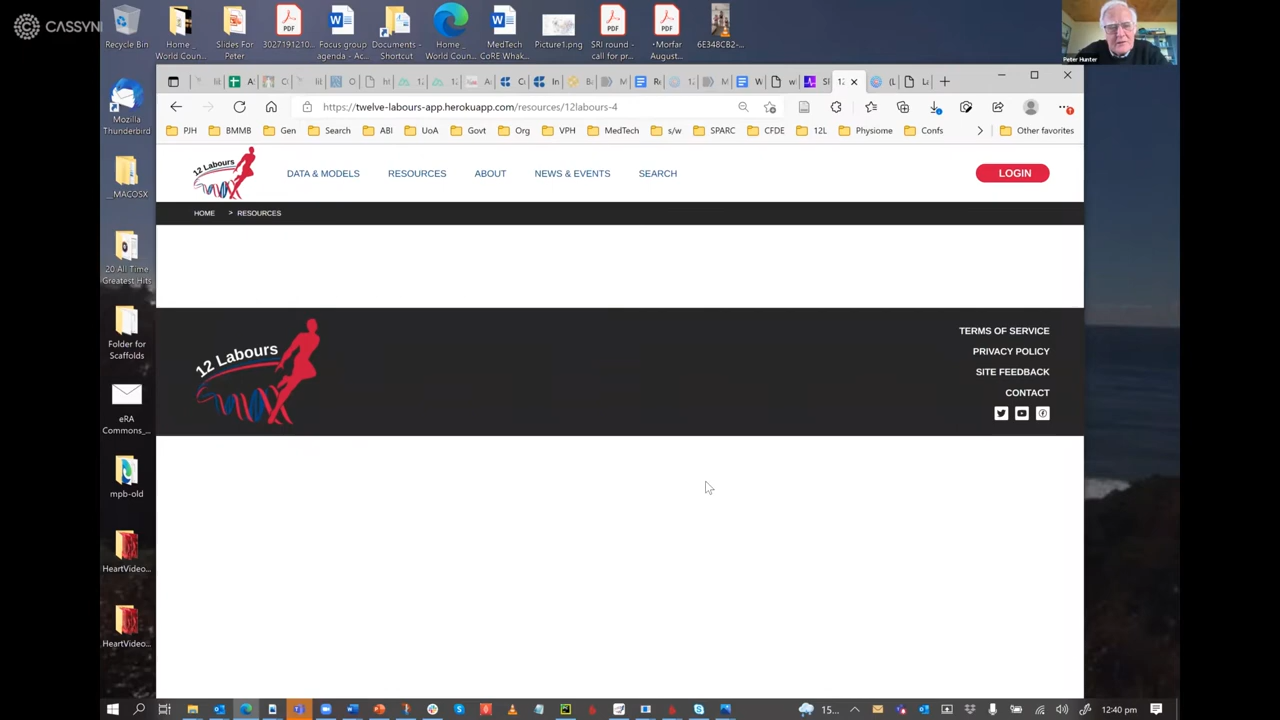 CASSYNI
Recycle Bin
Home _
World Coun...
Slides For
Peter
3027191210...
Focus group
agenda - Ac...
Documents -
Shortcut
Home _
World Coun...
MedTech
CoRE Whak...
Picture1.png
SRI round -
call for pr...
Morfar
August...
6E348CB2-...
Peter Hunter
https://twelve-labours-app.herokuapp.com/resources/12labours-4
PJH
BMMB
Gen
Search
ABI
UoA
Govt
Org
VPH
MedTech
s/w
SPARC
CFDE
12L
Physiome
Confs
Other favorites
12 Labours
DATA & MODELS
RESOURCES
ABOUT
NEWS & EVENTS
SEARCH
LOGIN
HOME > RESOURCES
12 Labours
TERMS OF SERVICE
PRIVACY POLICY
SITE FEEDBACK
CONTACT
Mozilla
Thunderbird
__MACOSX
20 All Time
Greatest Hits
Folder for
Scaffolds
eRA
Commons_...
mpb-old
HeartVideo...
HeartVideo...
15...
12:40 pm